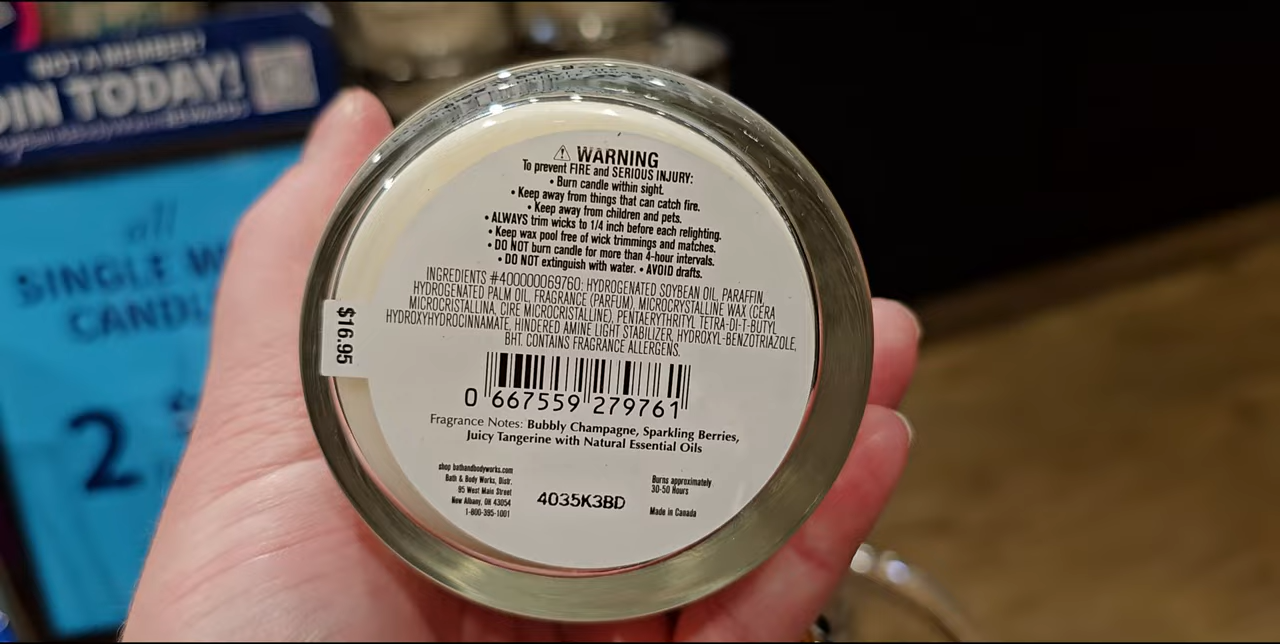 NOT A MEMBER?
OIN TODAY!
all
SINGLE W
CANDL
2
⚠ WARNING
To prevent FIRE and SERIOUS INJURY:
• Burn candle within sight.
• Keep away from things that can catch fire.
• Keep away from children and pets.
• ALWAYS trim wicks to 1/4 inch before each relighting.
• Keep wax pool free of wick trimmings and matches.
• DO NOT burn candle for more than 4-hour intervals.
• DO NOT extinguish with water. • AVOID drafts.
INGREDIENTS #400000069760: HYDROGENATED SOYBEAN OIL, PARAFFIN,
HYDROGENATED PALM OIL, FRAGRANCE (PARFUM), MICROCRYSTALLINE WAX (CERA
MICROCRISTALLINA, CIRE MICROCRISTALLINE), PENTAERYTHRITYL TETRA-DI-T-BUTYL
HYDROXYHYDROCINNAMATE, HINDERED AMINE LIGHT STABILIZER, HYDROXYL-BENZOTRIAZOLE,
BHT. CONTAINS FRAGRANCE ALLERGENS.
$16.95
0 667559 279761
Fragrance Notes: Bubbly Champagne, Sparkling Berries,
Juicy Tangerine with Natural Essential Oils
shop bathandbodyworks.com
Bath & Body Works, Distr.
95 West Main Street
New Albany, OH 43054
1-800-395-1001
4035K3BD
Burns approximately
30-50 Hours
Made in Canada